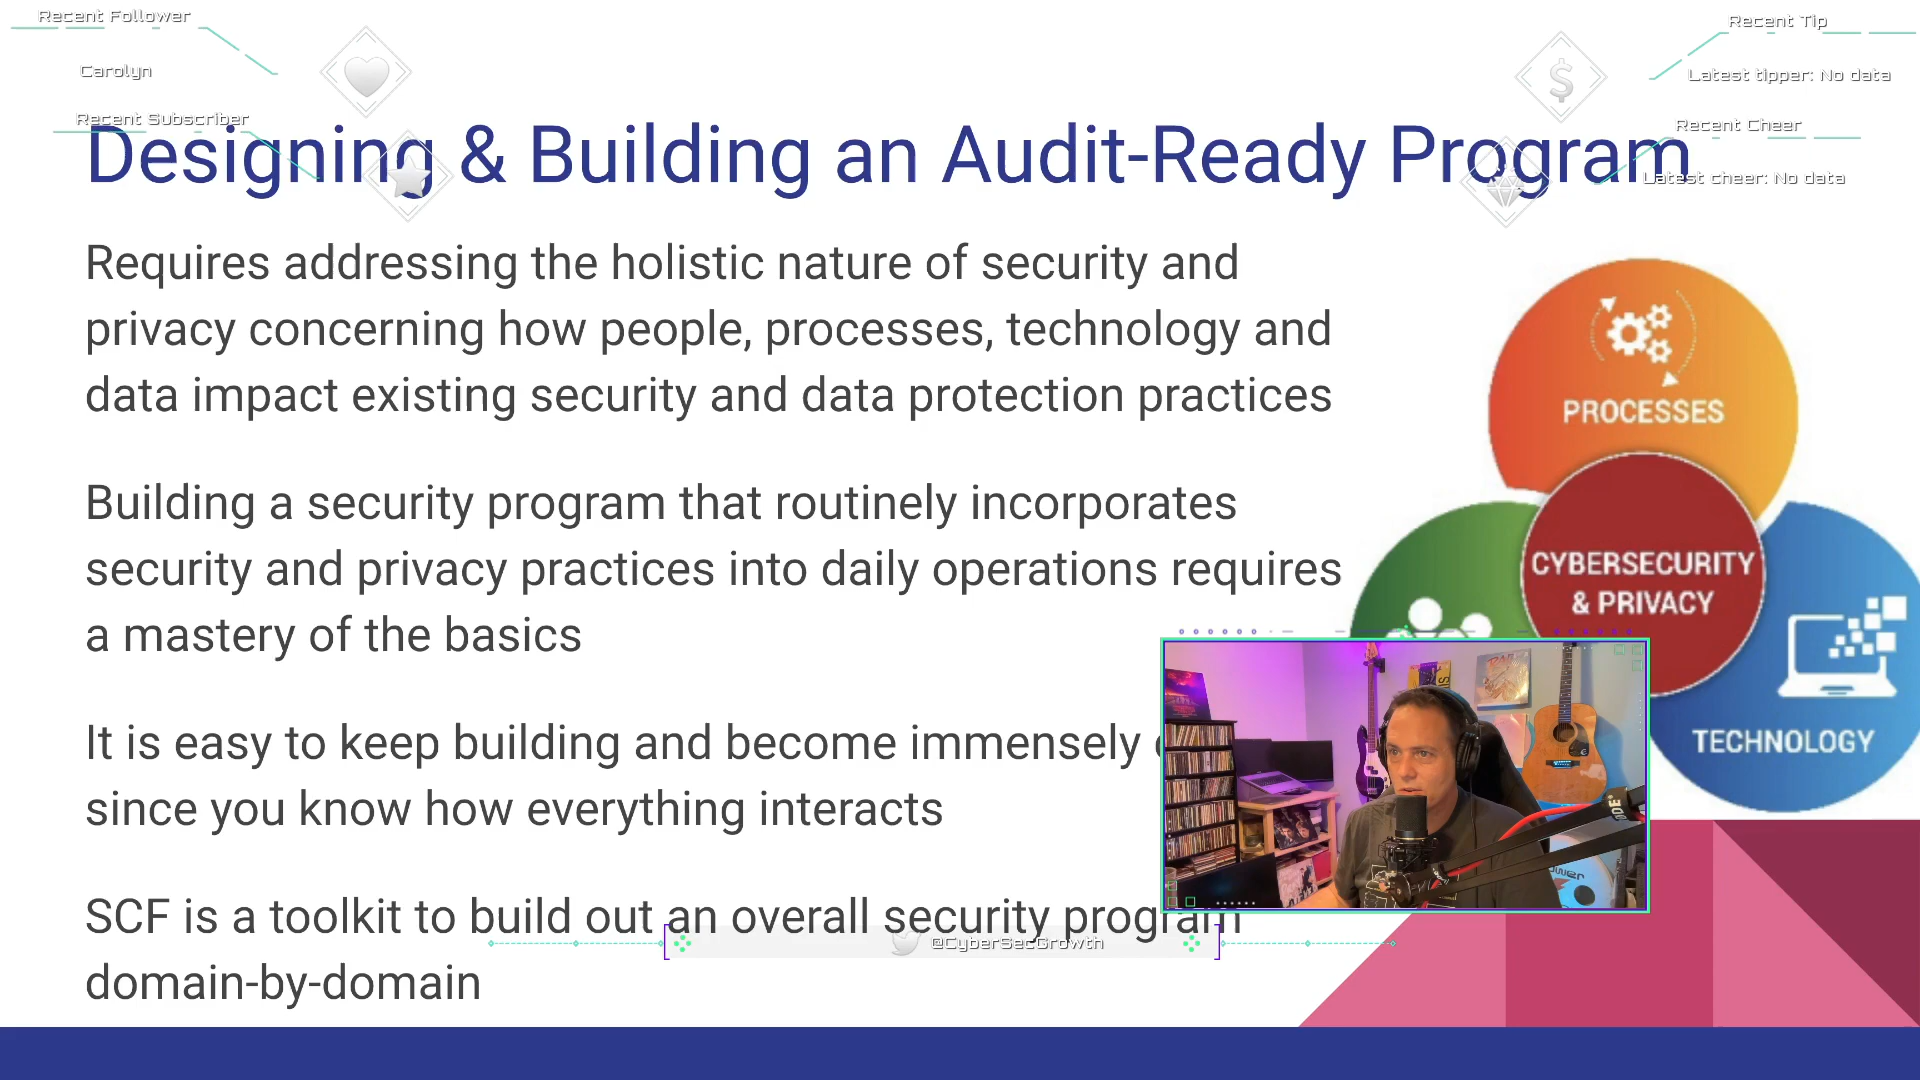 Recent Follower
Carolyn
Recent Subscriber
Recent Tip
Latest tipper: No data
Recent Cheer
Latest cheer: No data
Designing & Building an Audit-Ready Program
Requires addressing the holistic nature of security and
privacy concerning how people, processes, technology and
data impact existing security and data protection practices
Building a security program that routinely incorporates
security and privacy practices into daily operations requires
a mastery of the basics
It is easy to keep building and become immensely
since you know how everything interacts
SCF is a toolkit to build out an overall security program
domain-by-domain
PROCESSES
CYBERSECURITY
& PRIVACY
TECHNOLOGY
@CyberSecGrowth